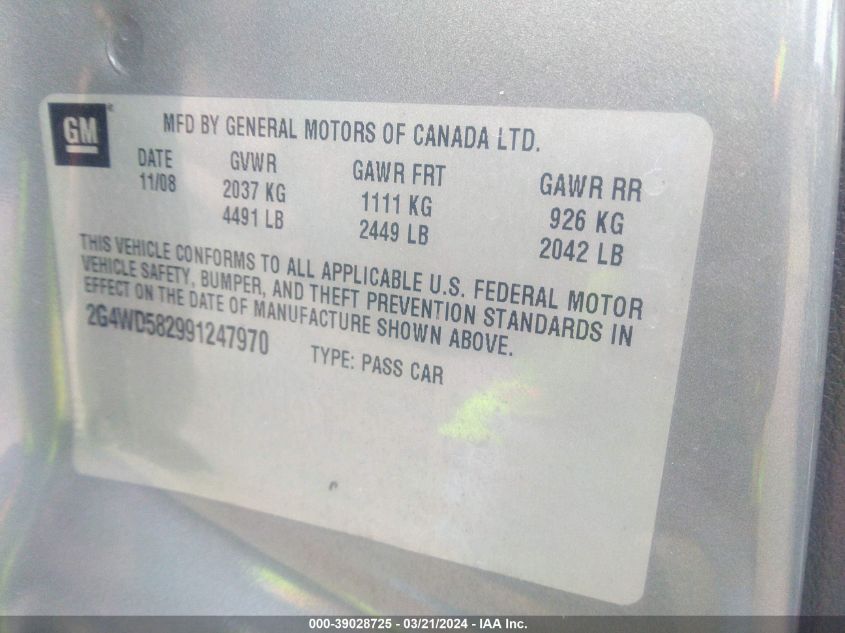 GM
MFD BY GENERAL MOTORS OF CANADA LTD.
DATE GVWR GAWR FRT GAWR RR
11/08 2037 KG 1111 KG 926 KG
4491 LB 2449 LB 2042 LB
THIS VEHICLE CONFORMS TO ALL APPLICABLE U.S. FEDERAL MOTOR
VEHICLE SAFETY, BUMPER, AND THEFT PREVENTION STANDARDS IN
EFFECT ON THE DATE OF MANUFACTURE SHOWN ABOVE.
2G4WD582991247970 TYPE: PASS CAR
000-39028725 - 03/21/2024 - IAA Inc.